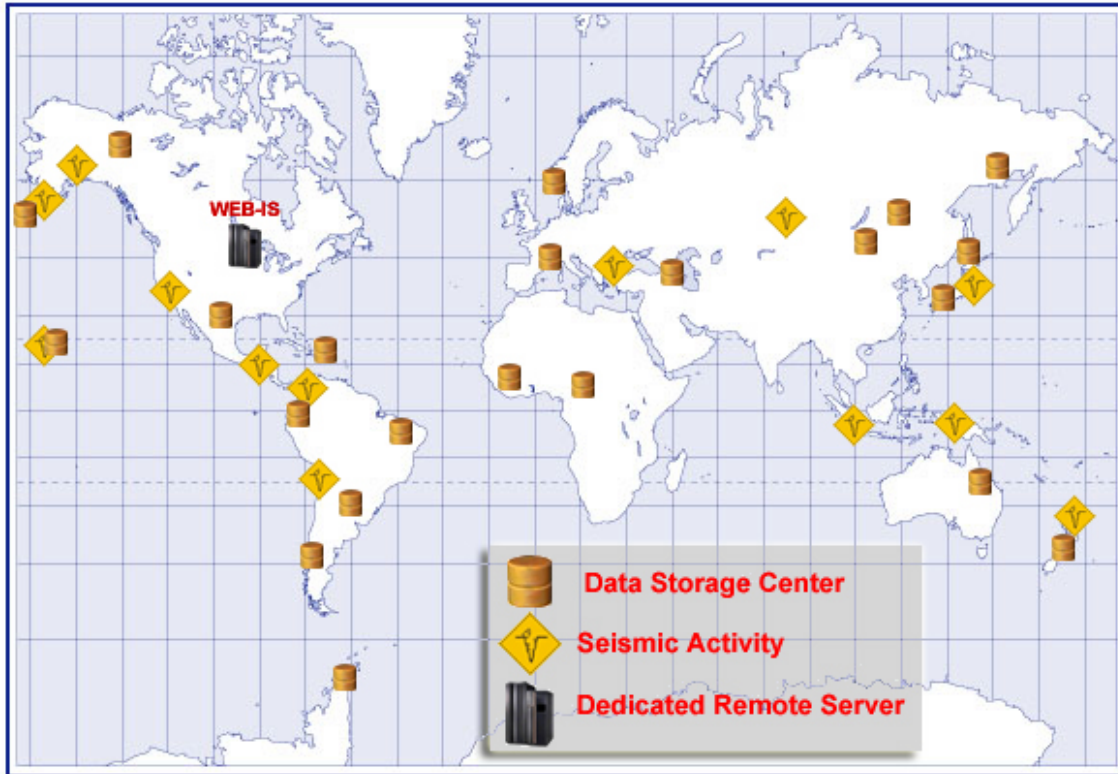 WEB-IS
Data Storage Center
Seismic Activity
Dedicated Remote Server